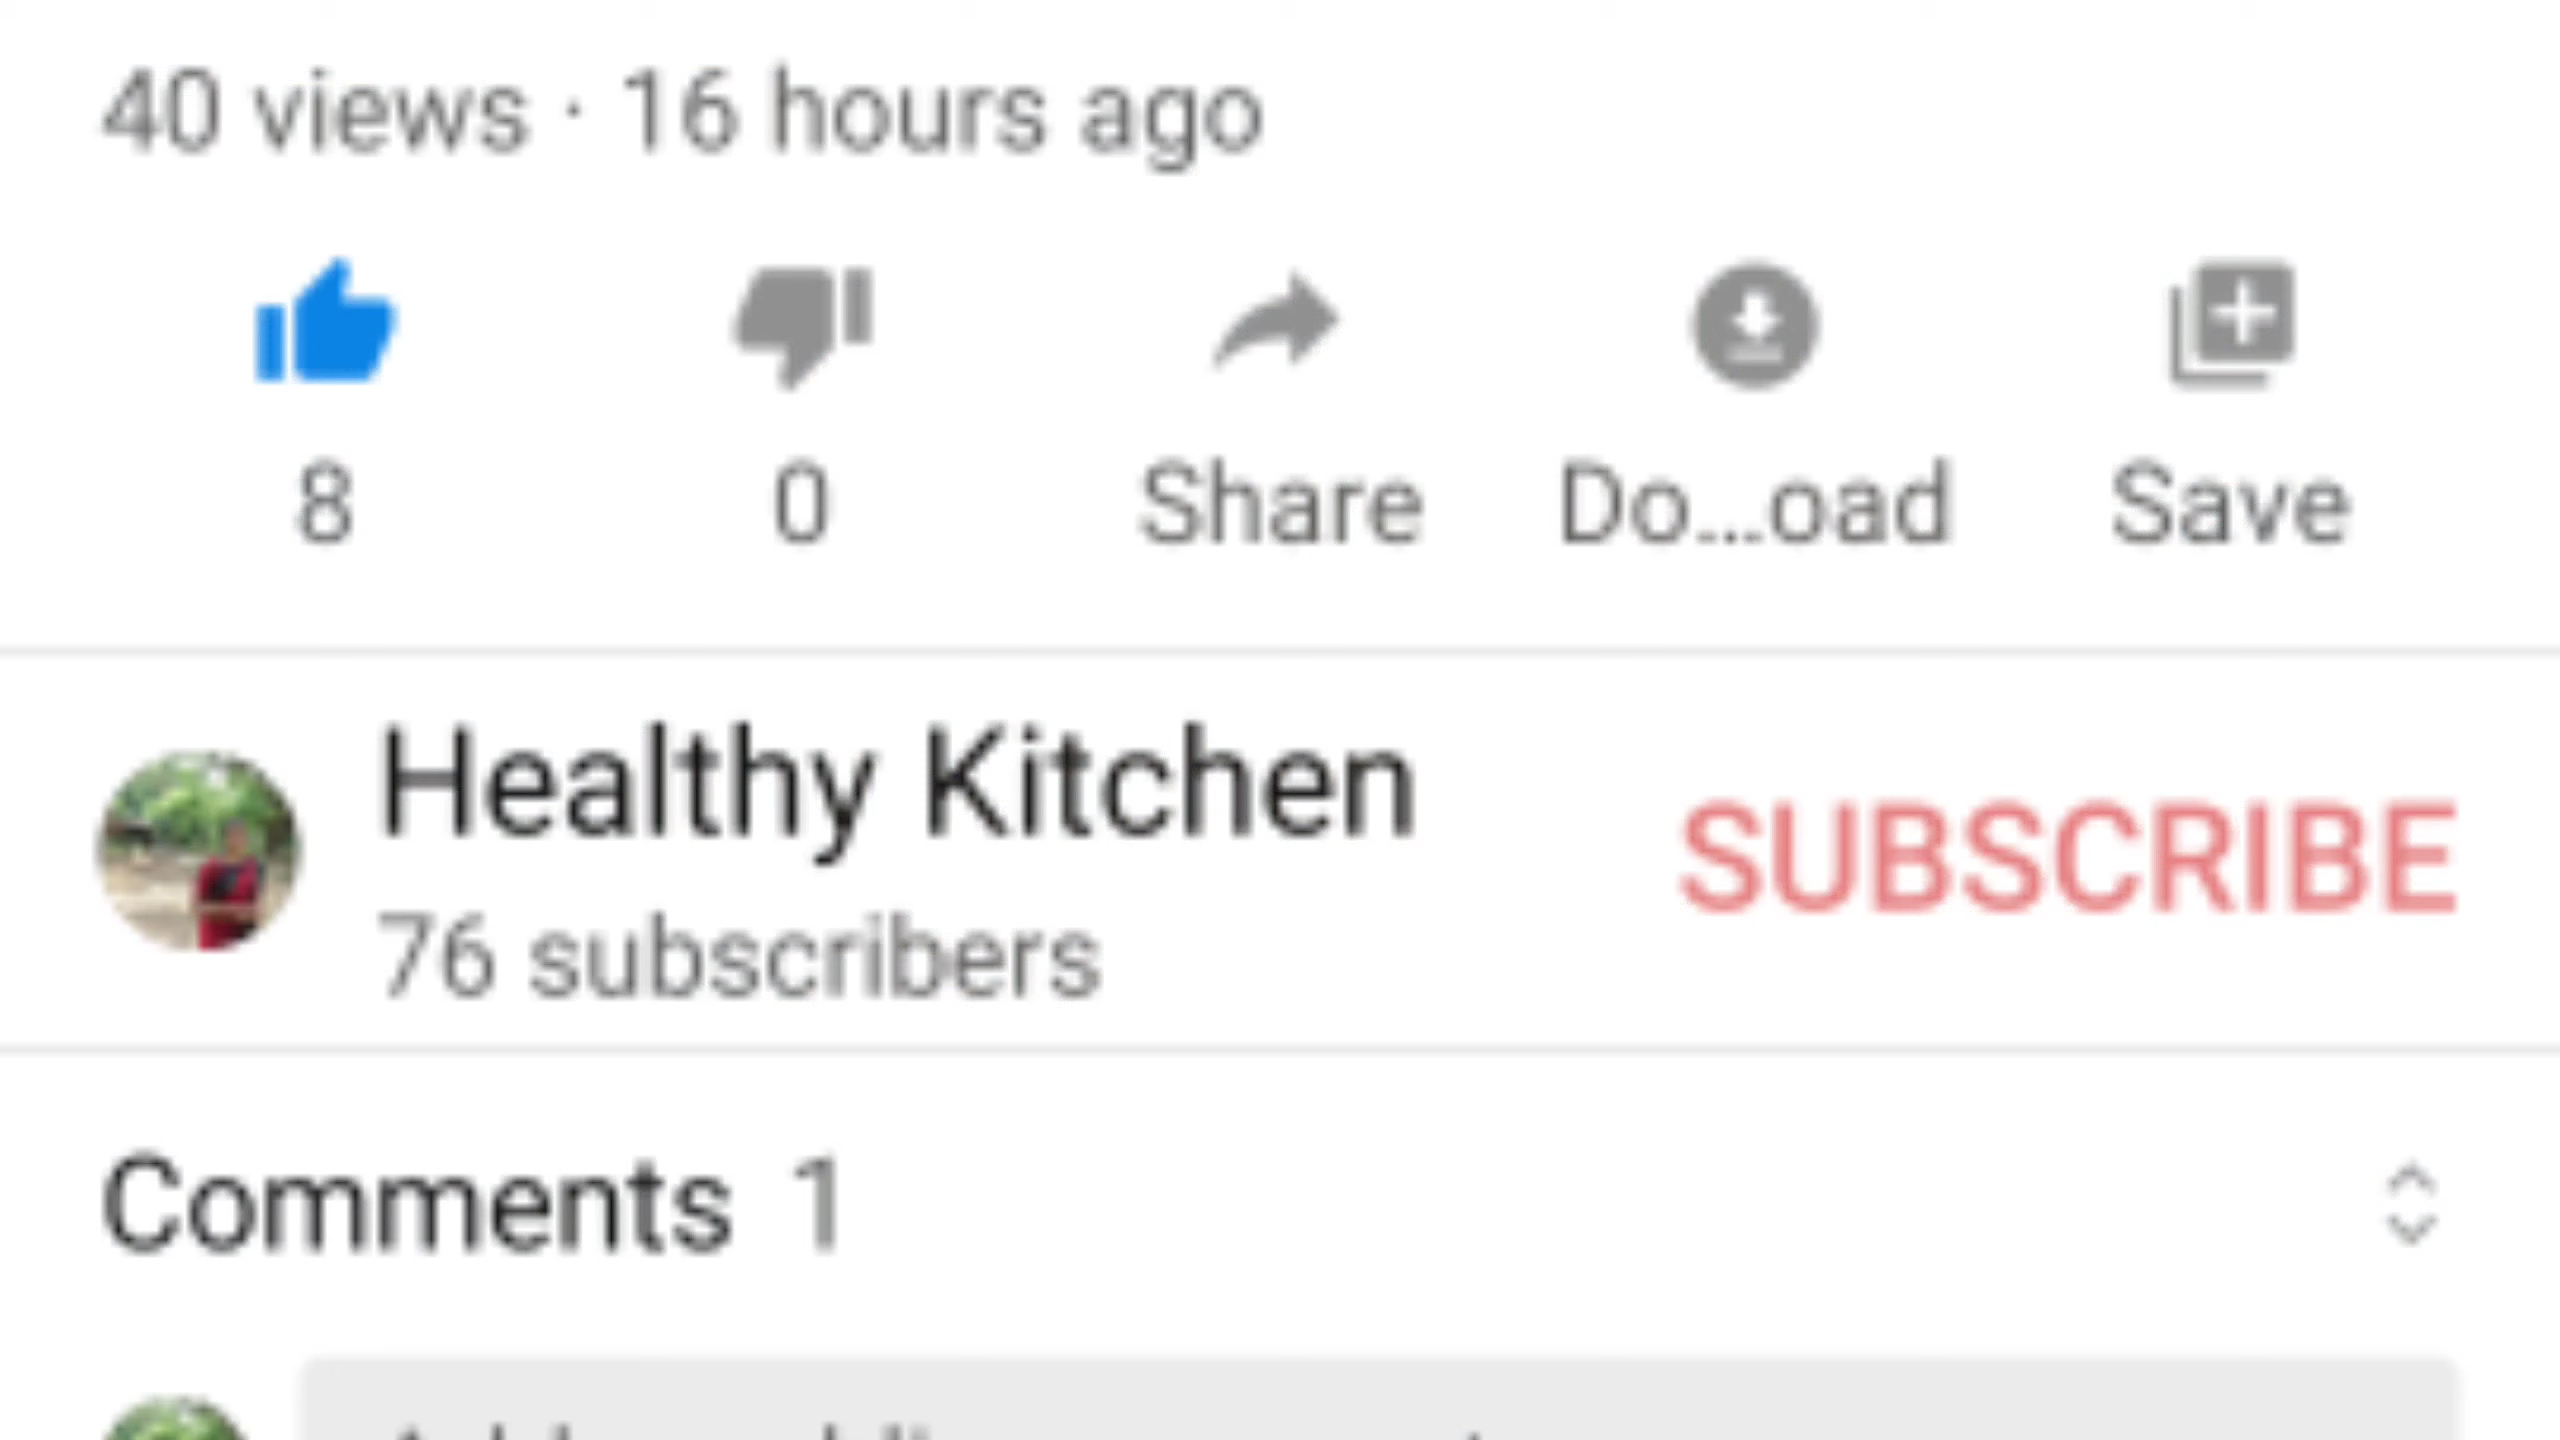 40 views · 16 hours ago
8 0 Share Do...oad Save
Healthy Kitchen
SUBSCRIBE
76 subscribers
Comments 1